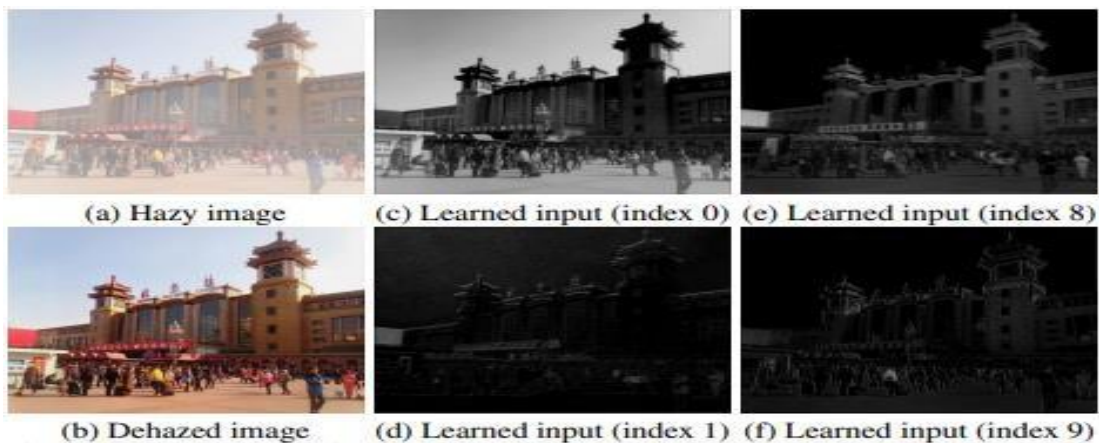 (a) Hazy image
(c) Learned input (index 0)
(e) Learned input (index 8)
(b) Dehazed image
(d) Learned input (index 1)
(f) Learned input (index 9)